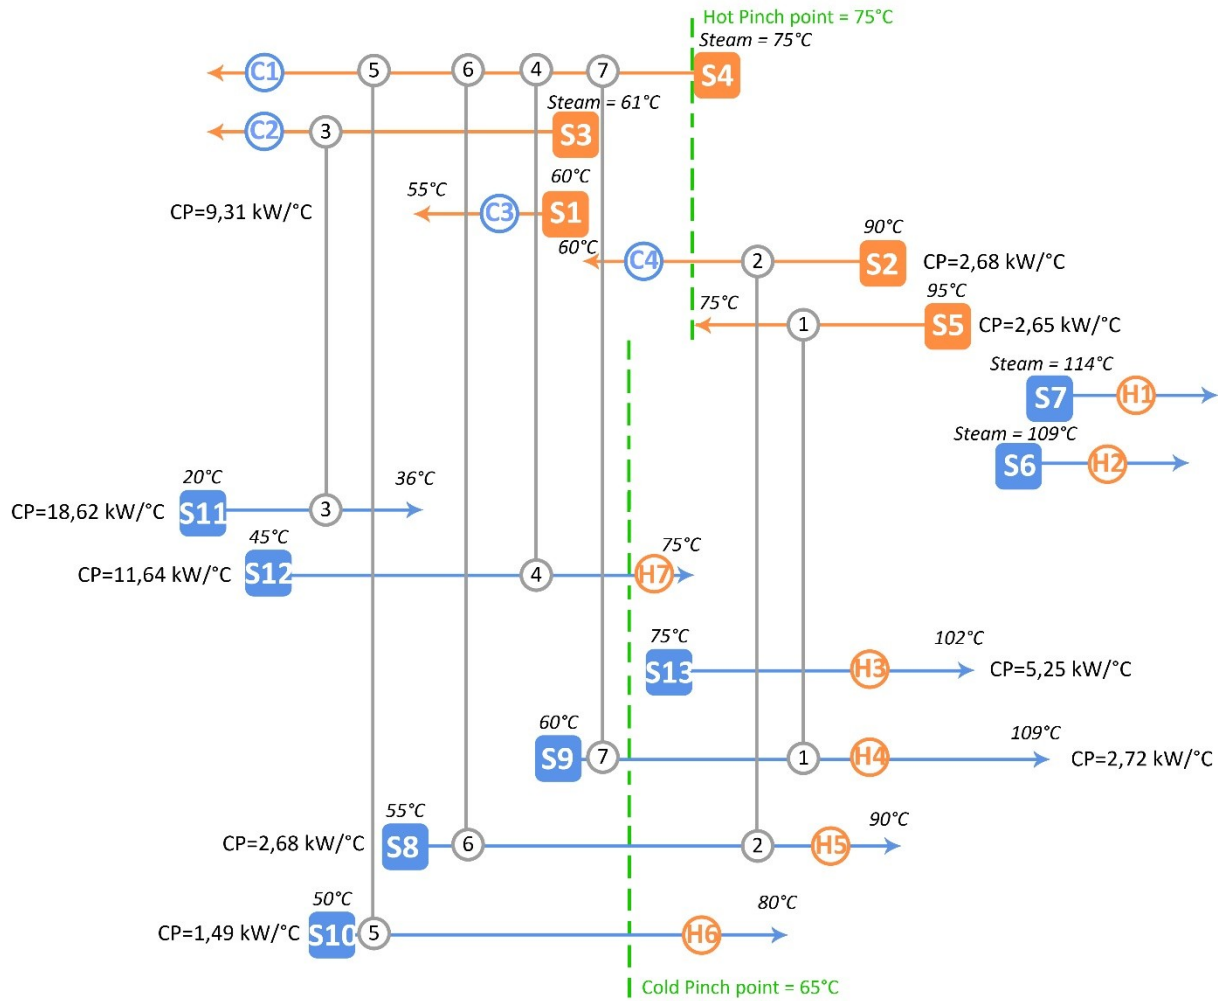 Hot Pinch point = 75°C
Steam = 75°C
C1 5 6 4 7 S4
Steam = 61°C
C2 3 S3
60°C
55°C
CP=9,31 kW/°C C3 S1
90°C
60°C C4 2 S2 CP=2,68 kW/°C
95°C
75°C
1 S5 CP=2,65 kW/°C
Steam = 114°C
S7 H1
Steam = 109°C
S6 H2
20°C 36°C
CP=18,62 kW/°C S11 3
45°C 75°C
CP=11,64 kW/°C S12 4 H7
75°C 102°C
S13 H3 CP=5,25 kW/°C
60°C 109°C
S9 7 1 H4 CP=2,72 kW/°C
55°C 90°C
CP=2,68 kW/°C S8 6 2 H5
50°C 80°C
CP=1,49 kW/°C S10 5 H6
Cold Pinch point = 65°C